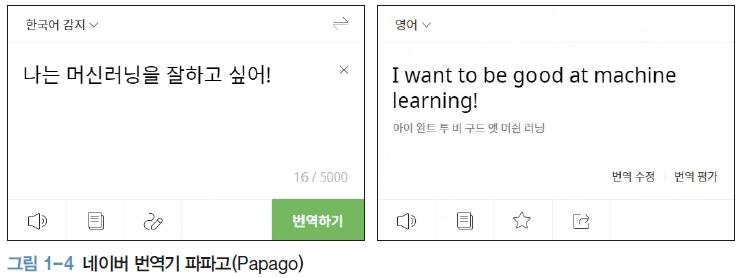 한국어 감지
나는 머신러닝을 잘하고 싶어!
16 / 5000
번역하기
영어
I want to be good at machine
learning!
아이 완트 투 비 구드 앳 머쉰 러닝
번역 수정
번역 평가
그림 1-4 네이버 번역기 파파고(Papago)